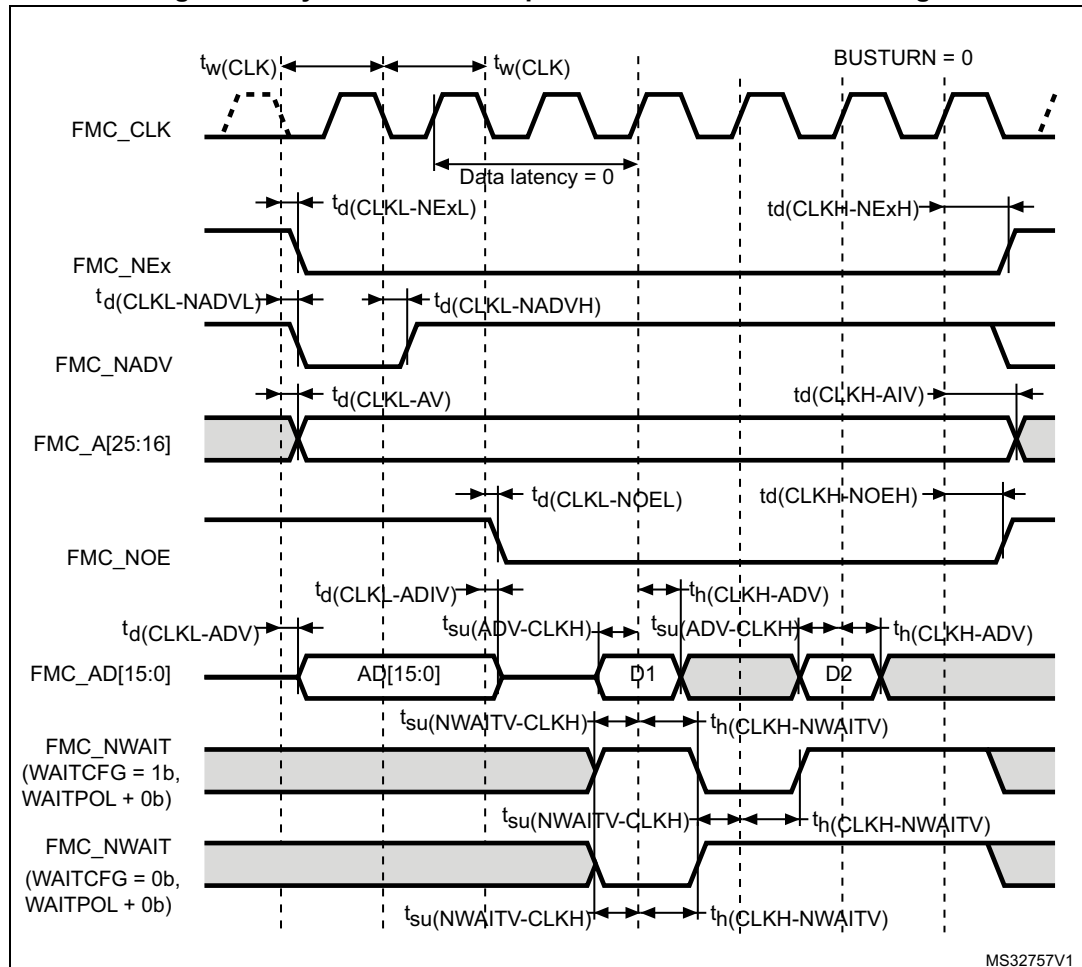 BUSTURN = 0
tw(CLK)
tw(CLK)
FMC_CLK
Data latency = 0
td(CLKL-NExL)
td(CLKH-NExH)
FMC_NEx
td(CLKL-NADVL)
td(CLKL-NADVH)
FMC_NADV
td(CLKL-AV)
td(CLKH-AIV)
FMC_A[25:16]
td(CLKL-NOEL)
td(CLKH-NOEH)
FMC_NOE
td(CLKL-ADIV)
th(CLKH-ADV)
td(CLKL-ADV)
tsu(ADV-CLKH)
tsu(ADV-CLKH)
th(CLKH-ADV)
FMC_AD[15:0]
AD[15:0]
D1
D2
tsu(NWAITV-CLKH)
th(CLKH-NWAITV)
FMC_NWAIT
(WAITCFG = 1b,
WAITPOL + 0b)
tsu(NWAITV-CLKH)
th(CLKH-NWAITV)
FMC_NWAIT
(WAITCFG = 0b,
WAITPOL + 0b)
tsu(NWAITV-CLKH)
th(CLKH-NWAITV)
MS32757V1